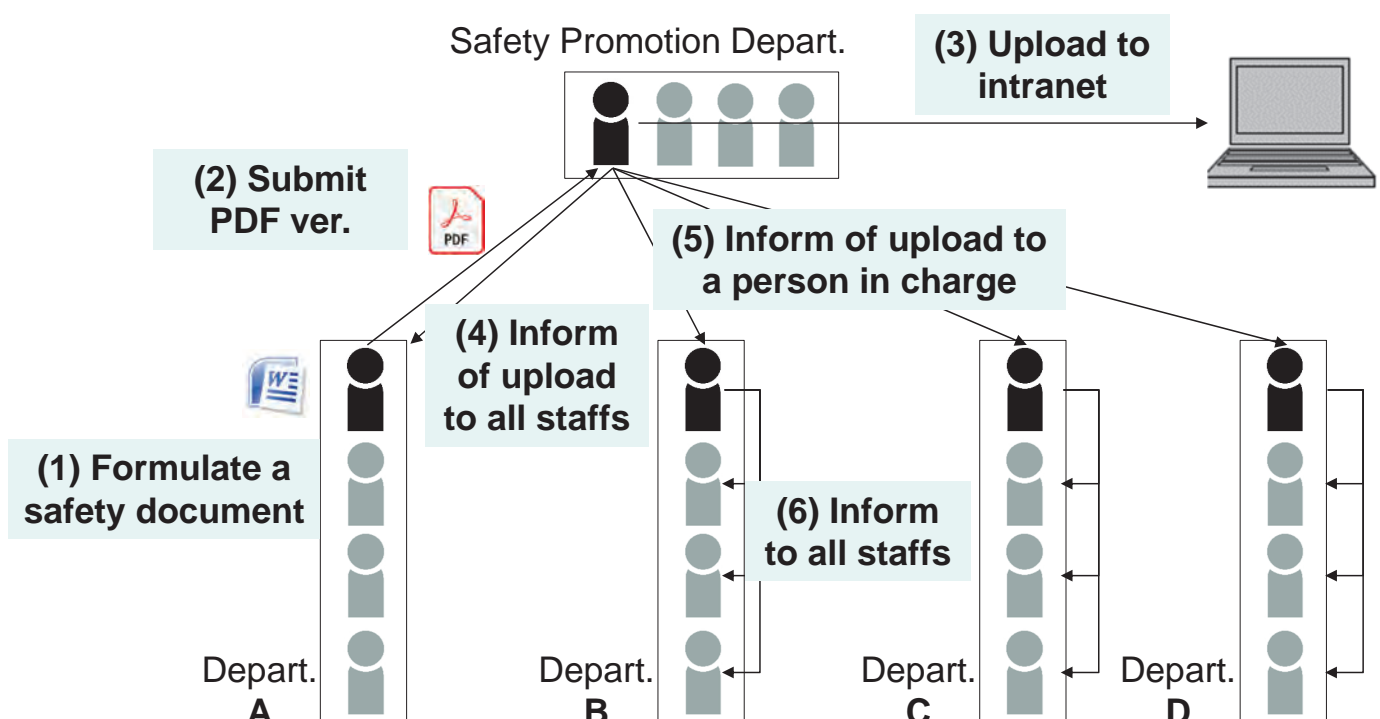 Safety Promotion Depart.
(3) Upload to
intranet
(2) Submit
PDF ver.
PDF
(5) Inform of upload to
a person in charge
(4) Inform
of upload
to all staffs
W
(1) Formulate a
safety document
(6) Inform
to all staffs
Depart.
A
Depart.
B
Depart.
C
Depart.
D